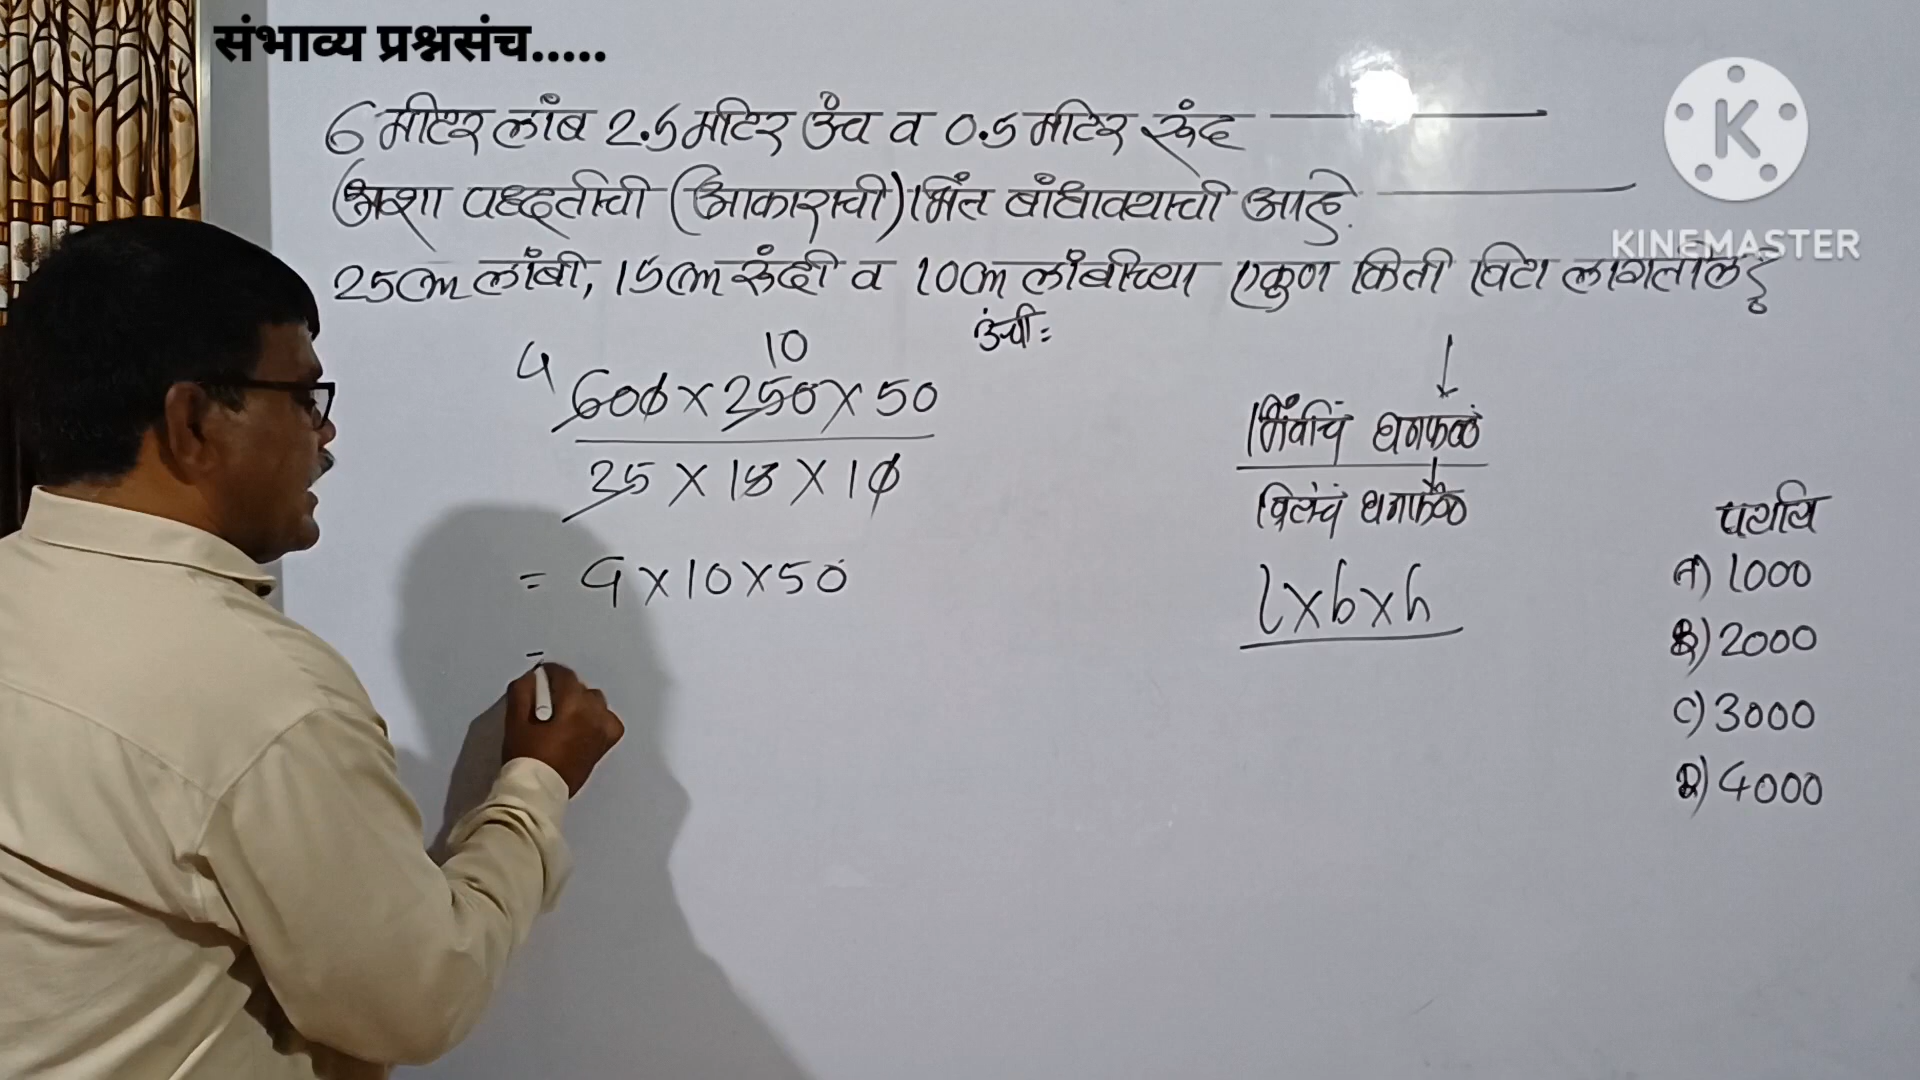 संभाव्य प्रश्नसंच.....
K
KINEMASTER
6 मीटर लांब 2.5 मीटर उंच व 0.5 मीटर रुंद
अशा पध्दतीची (आकाराची) भिंत बांधावयाची आहे.
25cm लांबी, 15cm रुंदी व 10cm लांबीच्या एकुण किती विटा लागतील?
उंची =
4 10
600 × 250 × 50
25 × 15 × 10
= 4 × 10 × 50
=
भिंतीचं घनफळ
विटेचं घनफळ
l × b × h
पर्याय
A) 1000
B) 2000
C) 3000
D) 4000